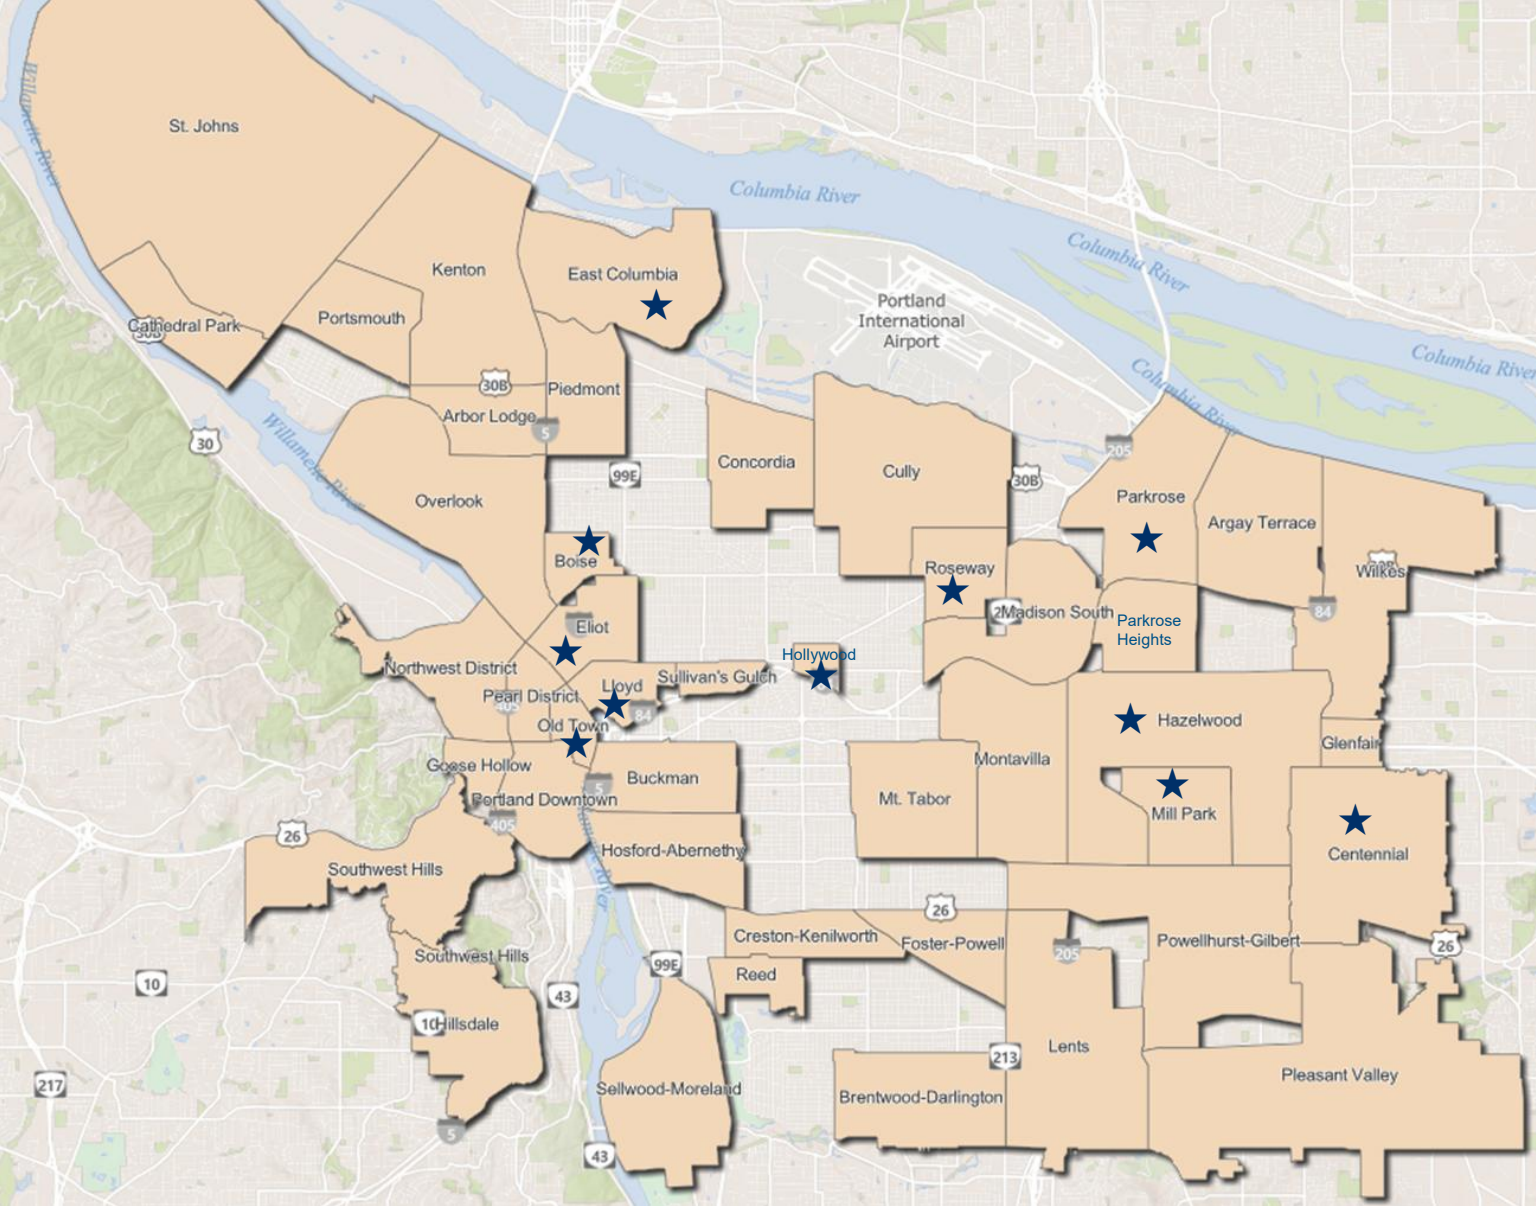 St. Johns
Willamette River
Columbia River
Columbia River
Kenton
East Columbia
Portland
International
Airport
Portsmouth
Cathedral Park
30B
Columbia River
Columbia River
30B
Piedmont
Arbor Lodge
5
205
30
Willamette River
Concordia
Cully
99E
30B
Parkrose
Overlook
Argay Terrace
Boise
Roseway
Wilkes
Madison South
84
Eliot
Parkrose
Heights
Hollywood
Northwest District
Sullivan's Gulch
Lloyd
Pearl District
405
84
Old Town
Hazelwood
Glenfair
Montavilla
Goose Hollow
Buckman
5
Portland Downtown
Mt. Tabor
Mill Park
405
26
Hosford-Abernethy
Centennial
Southwest Hills
River
26
Creston-Kenilworth
Foster-Powell
Powellhurst-Gilbert
26
205
Southwest Hills
99E
Reed
10
43
10
Hillsdale
Lents
213
217
Sellwood-Moreland
Brentwood-Darlington
Pleasant Valley
5
43